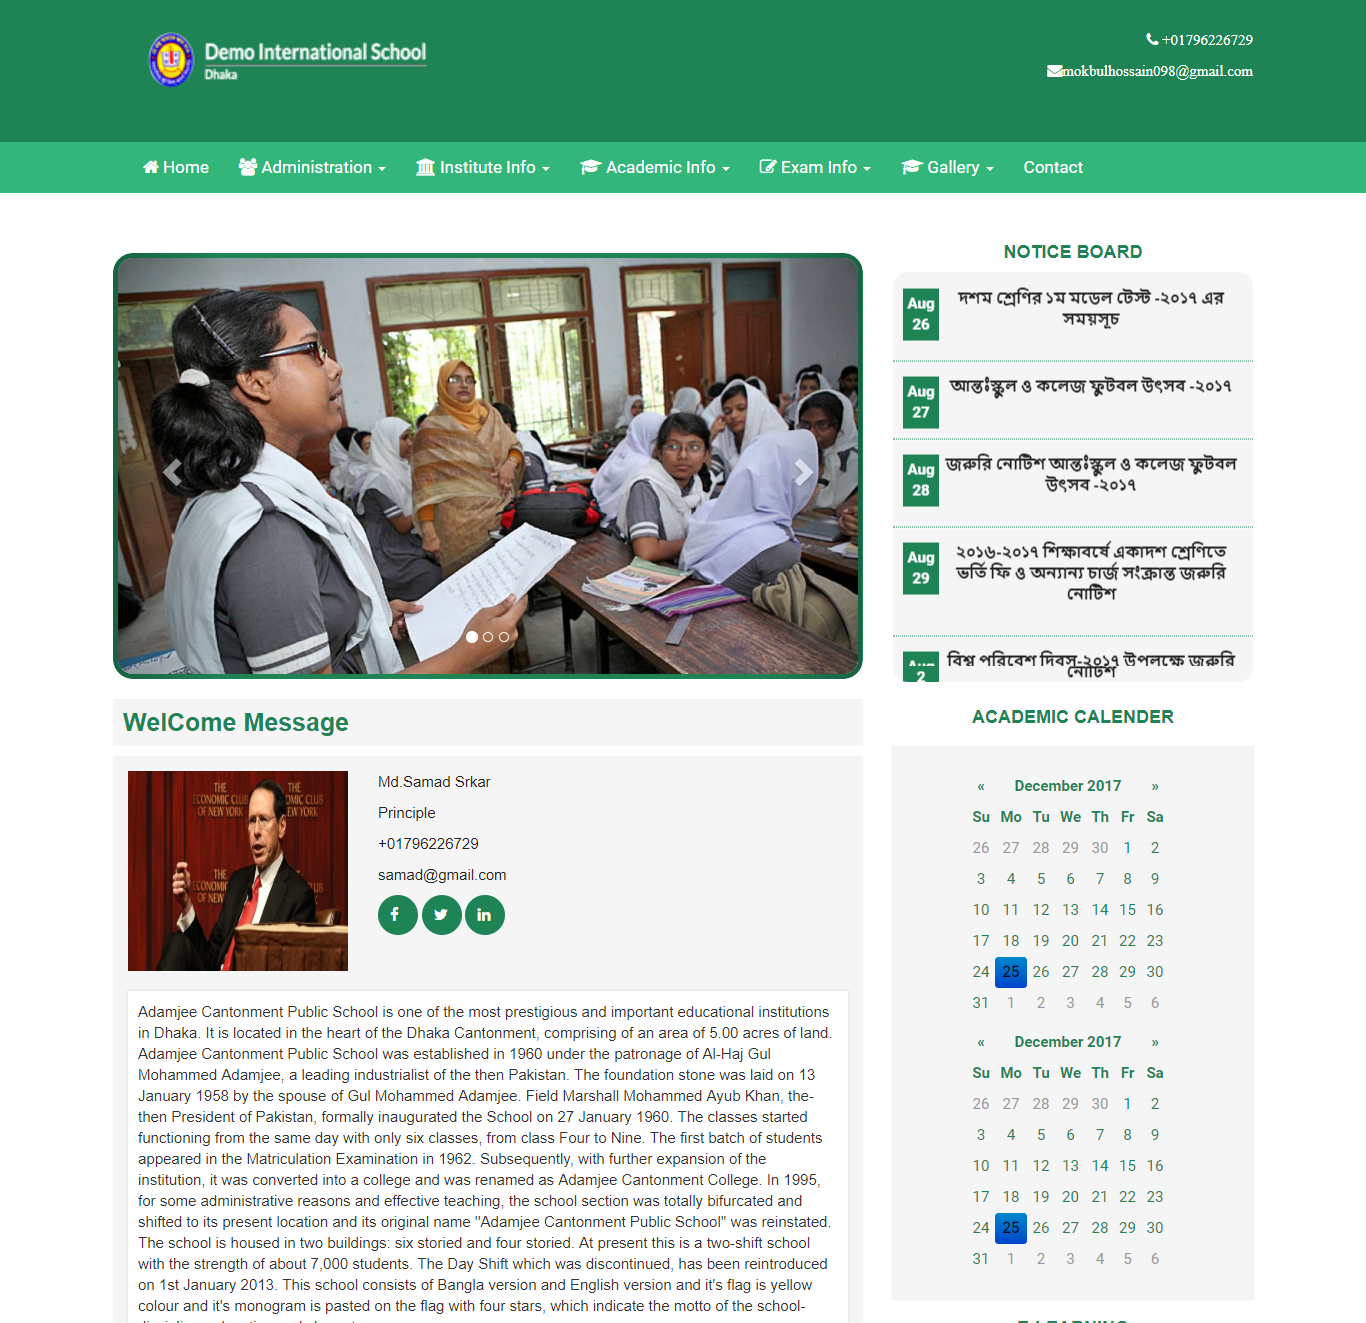 Demo International School
Dhaka
+01796226729
mokbulhossain098@gmail.com
Home Administration Institute Info Academic Info Exam Info Gallery Contact
NOTICE BOARD
Aug 26
দশম শ্রেণির ১ম মডেল টেস্ট -২০১৭ এর
সময়সূচ
Aug 27
আন্তঃস্কুল ও কলেজ ফুটবল উৎসব -২০১৭
Aug 28
জরুরি নোটিশ আন্তঃস্কুল ও কলেজ ফুটবল
উৎসব -২০১৭
Aug 29
২০১৬-২০১৭ শিক্ষাবর্ষে একাদশ শ্রেণিতে
ভর্তি ফি ও অন্যান্য চার্জ সংক্রান্ত জরুরি
নোটিশ
Aug 2
বিশ্ব পরিবেশ দিবস-২০১৭ উপলক্ষে জরুরি
নোটিশ
WelCome Message
THE ECONOMIC CLUB OF NEW YORK
Md.Samad Srkar
Principle
+01796226729
samad@gmail.com
Adamjee Cantonment Public School is one of the most prestigious and important educational institutions
in Dhaka. It is located in the heart of the Dhaka Cantonment, comprising of an area of 5.00 acres of land.
Adamjee Cantonment Public School was established in 1960 under the patronage of Al-Haj Gul
Mohammed Adamjee, a leading industrialist of the then Pakistan. The foundation stone was laid on 13
January 1958 by the spouse of Gul Mohammed Adamjee. Field Marshall Mohammed Ayub Khan, the-
then President of Pakistan, formally inaugurated the School on 27 January 1960. The classes started
functioning from the same day with only six classes, from class Four to Nine. The first batch of students
appeared in the Matriculation Examination in 1962. Subsequently, with further expansion of the
institution, it was converted into a college and was renamed as Adamjee Cantonment College. In 1995,
for some administrative reasons and effective teaching, the school section was totally bifurcated and
shifted to its present location and its original name "Adamjee Cantonment Public School" was reinstated.
The school is housed in two buildings: six storied and four storied. At present this is a two-shift school
with the strength of about 7,000 students. The Day Shift which was discontinued, has been reintroduced
on 1st January 2013. This school consists of Bangla version and English version and it's flag is yellow
colour and it's monogram is pasted on the flag with four stars, which indicate the motto of the school-
ACADEMIC CALENDER
« December 2017 »
Su Mo Tu We Th Fr Sa
26 27 28 29 30 1 2
3 4 5 6 7 8 9
10 11 12 13 14 15 16
17 18 19 20 21 22 23
24 25 26 27 28 29 30
31 1 2 3 4 5 6
« December 2017 »
Su Mo Tu We Th Fr Sa
26 27 28 29 30 1 2
3 4 5 6 7 8 9
10 11 12 13 14 15 16
17 18 19 20 21 22 23
24 25 26 27 28 29 30
31 1 2 3 4 5 6